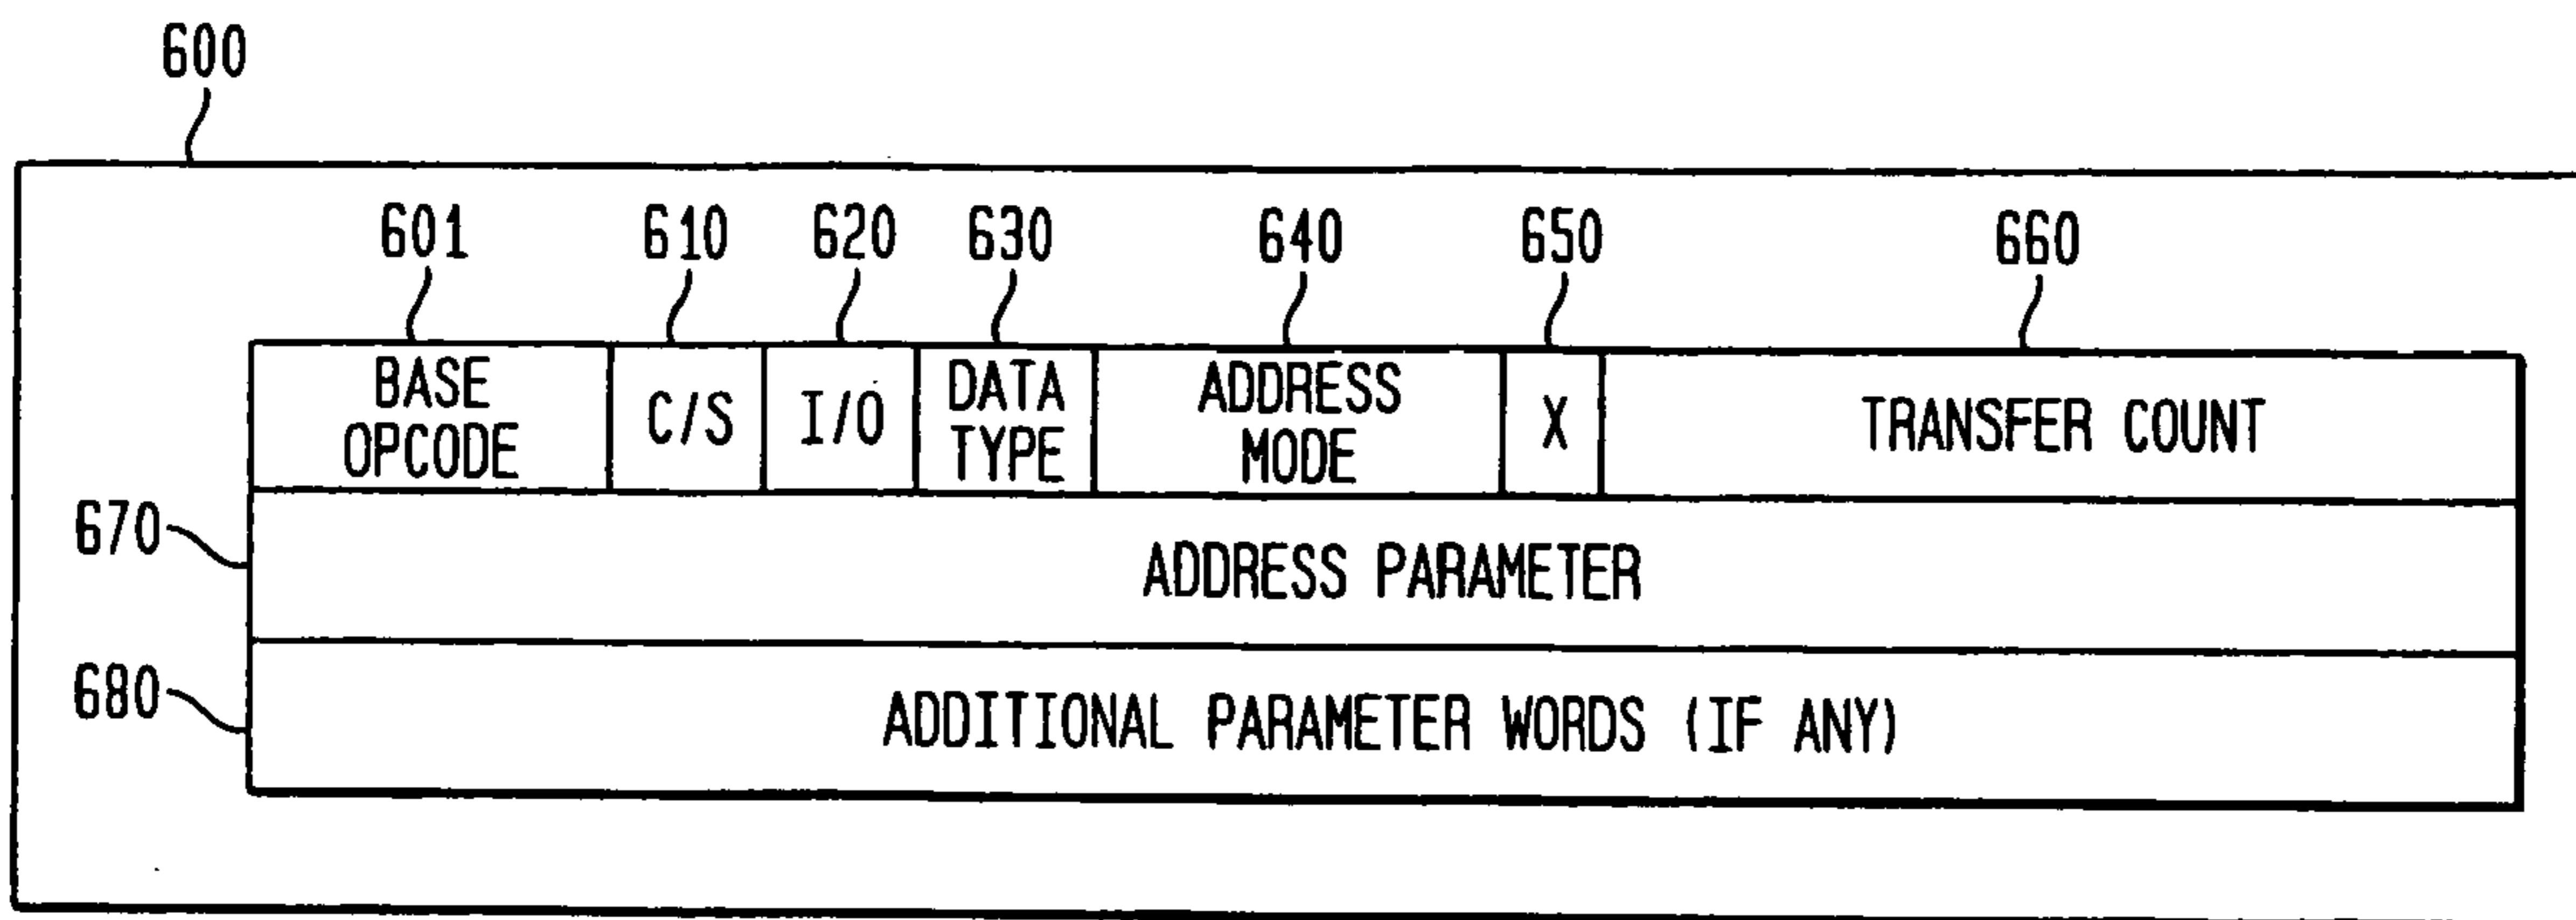 600
601 610 620 630 640 650 660
BASE OPCODE C/S I/O DATA TYPE ADDRESS MODE X TRANSFER COUNT
670 ADDRESS PARAMETER
680 ADDITIONAL PARAMETER WORDS (IF ANY)